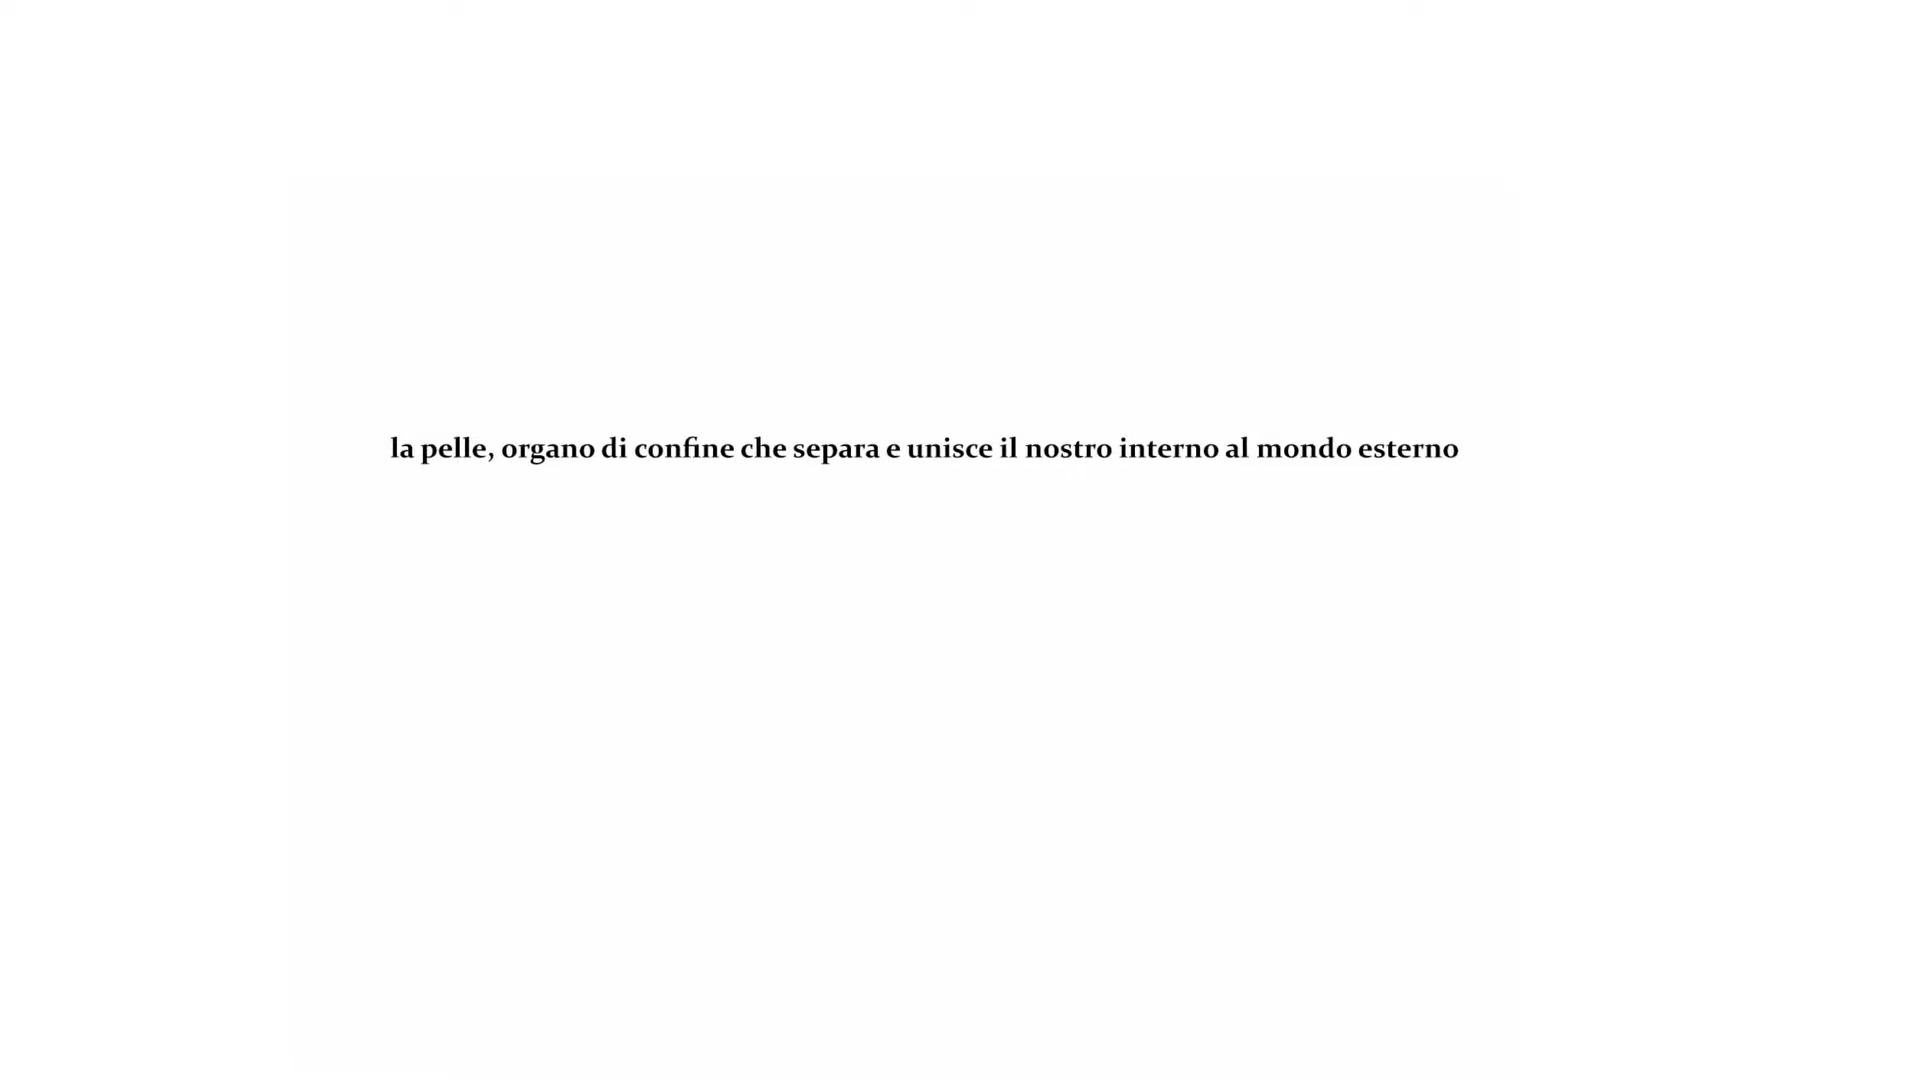 la pelle, organo di confine che separa e unisce il nostro interno al mondo esterno